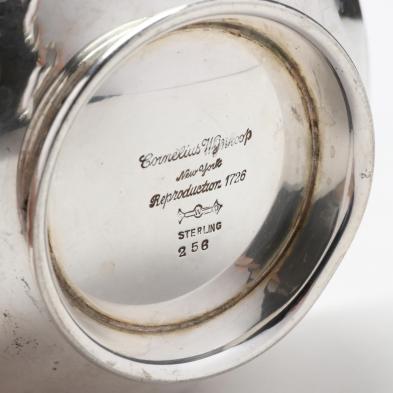 Cornelius Wynkoop
New York
Reproduction 1726
W
STERLING
256